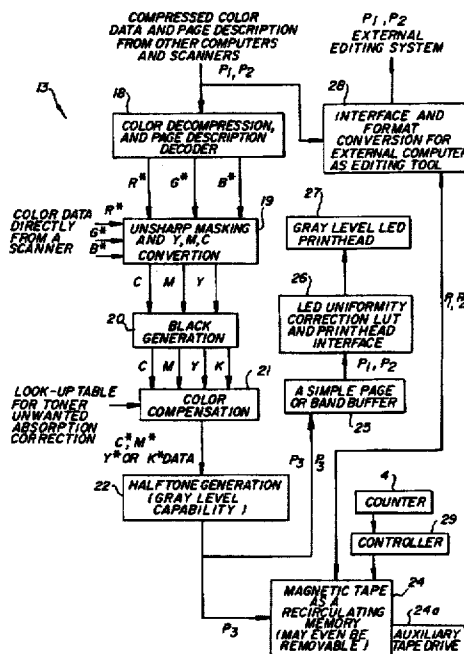 COMPRESSED COLOR
DATA AND PAGE DESCRIPTION
FROM OTHER COMPUTERS
AND SCANNERS
P1, P2
P1, P2
EXTERNAL
EDITING SYSTEM
13
18
COLOR DECOMPRESSION,
AND PAGE DESCRIPTION
DECODER
28
INTERFACE AND
FORMAT
CONVERSION FOR
EXTERNAL COMPUTER
AS EDITING TOOL
R* G* B*
COLOR DATA
DIRECTLY
FROM A
SCANNER
R*
G*
B*
19
UNSHARP MASKING
AND Y, M, C
CONVERTION
27
GRAY LEVEL LED
PRINTHEAD
C M Y
26
LED UNIFORMITY
CORRECTION LUT
AND PRINTHEAD
INTERFACE
P1, P2
20
BLACK
GENERATION
C M Y K
P1, P2
A SIMPLE PAGE
OR BAND BUFFER
25
LOOK-UP TABLE
FOR TONER
UNWANTED
ABSORPTION
CORRECTION
21
COLOR
COMPENSATION
C*, M*
Y* OR K* DATA
P3
P3
22
HALFTONE GENERATION
(GRAY LEVEL
CAPABILITY)
4
COUNTER
29
CONTROLLER
P3
24
MAGNETIC TAPE
AS A
RECIRCULATING
MEMORY
(MAY EVEN BE
REMOVABLE)
24a
AUXILIARY
TAPE DRIVE